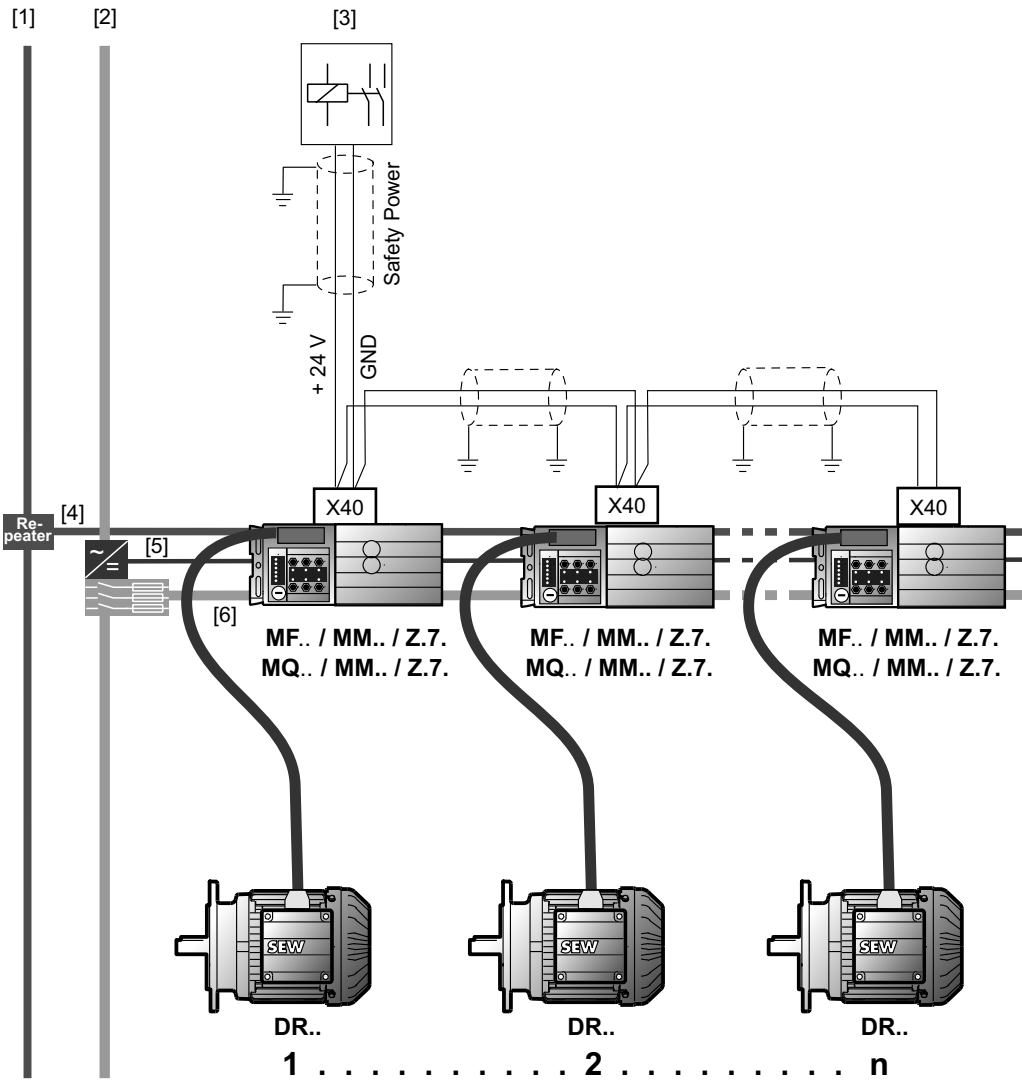 [1]
[2]
[3]
Safety Power
+ 24 V
GND
X40
X40
X40
Re-
peater
[4]
[5]
~
=
[6]
MF.. / MM.. / Z.7.
MQ.. / MM.. / Z.7.
MF.. / MM.. / Z.7.
MQ.. / MM.. / Z.7.
MF.. / MM.. / Z.7.
MQ.. / MM.. / Z.7.
SEW
SEW
SEW
DR..
DR..
DR..
1 . . . . . . . . . . 2 . . . . . . . . . . n